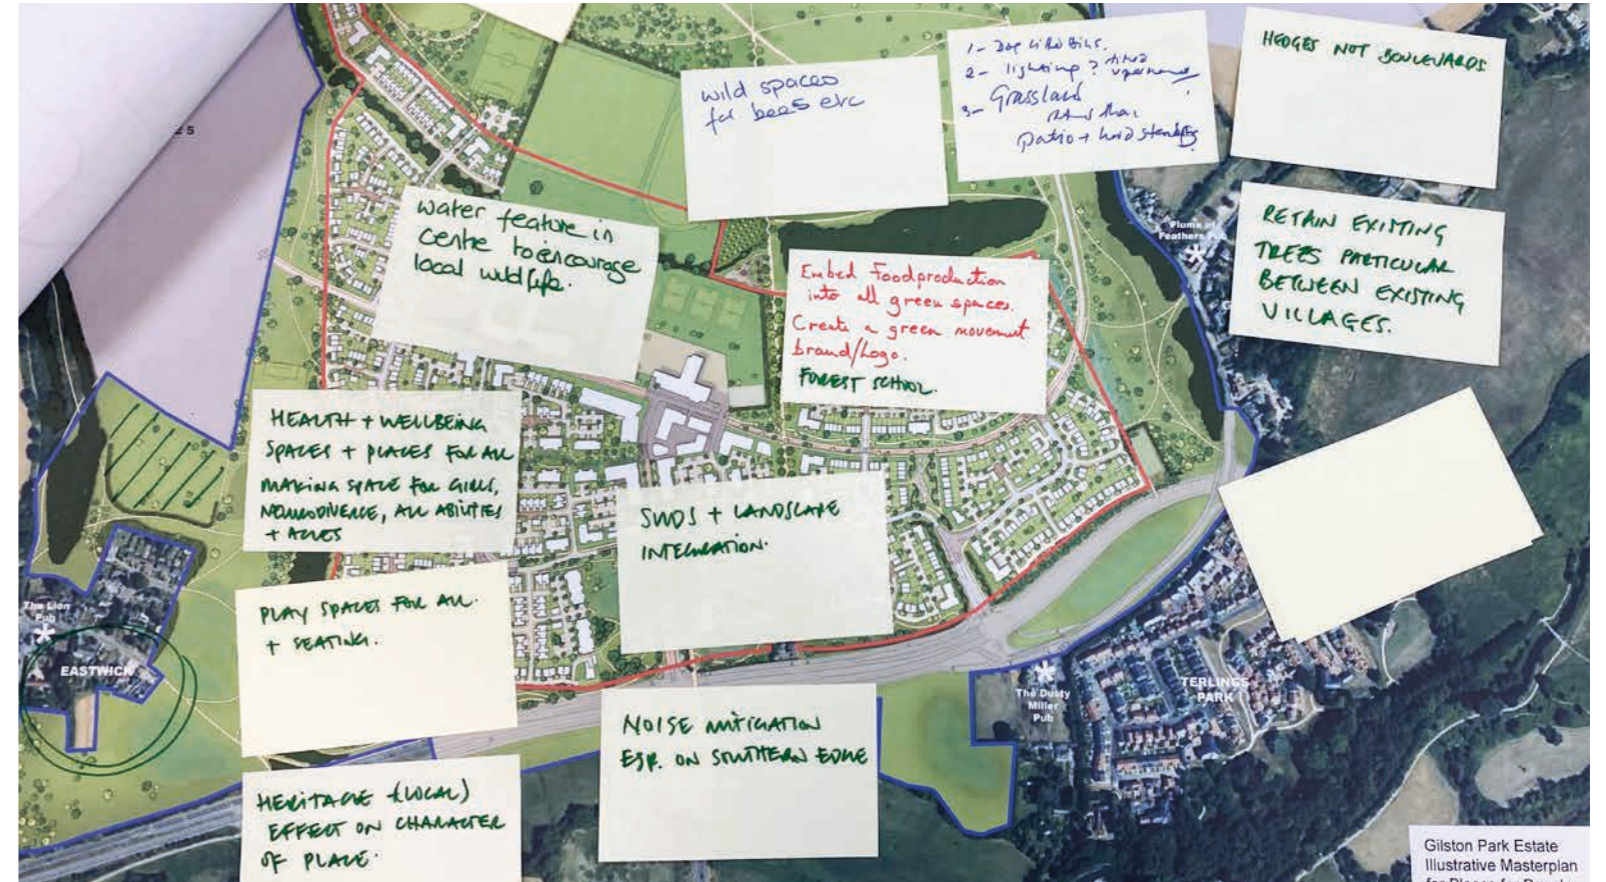 wild spaces
for bees etc
1- Dog litter Bins.
2- lighting?
3- Grassland
patio + hard standing
HEDGES NOT BOULEVARDS
Plume of
Feathers Pub
RETAIN EXISTING
TREES PARTICULAR
BETWEEN EXISTING
VILLAGES.
water feature in
centre to encourage
local wildlife.
Embed Food production
into all green spaces.
Create a green movement
brand/logo.
FOREST SCHOOL.
HEALTH + WELLBEING
SPACES + PLACES FOR ALL
MAKING SPACE FOR GIRLS,
NEURODIVERCE, ALL ABILITIES
+ AGES
SUDS + LANDSCAPE
INTEGRATION.
PLAY SPACES FOR ALL.
+ SEATING.
The Lion
Pub
EASTWICK
The Dusty
Miller
Pub
TERLINGS
PARK
NOISE MITIGATION
ESP. ON SOUTHERN EDGE
HERITAGE (LOCAL)
EFFECT ON CHARACTER
OF PLACE.
Gilston Park Estate
Illustrative Masterplan